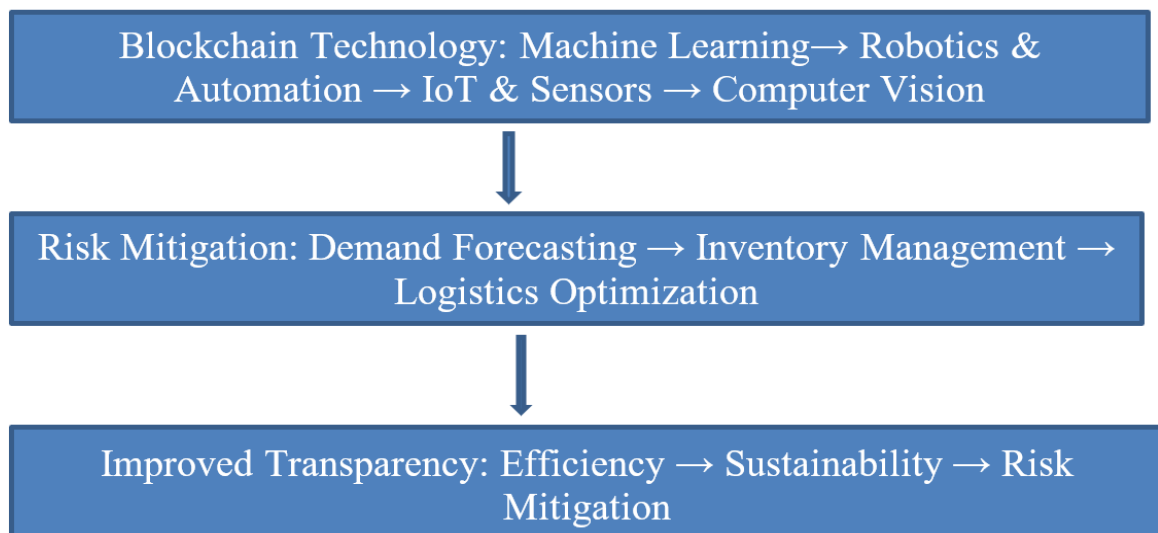 Blockchain Technology: Machine Learning→ Robotics &
Automation → IoT & Sensors → Computer Vision
Risk Mitigation: Demand Forecasting → Inventory Management →
Logistics Optimization
Improved Transparency: Efficiency → Sustainability → Risk
Mitigation